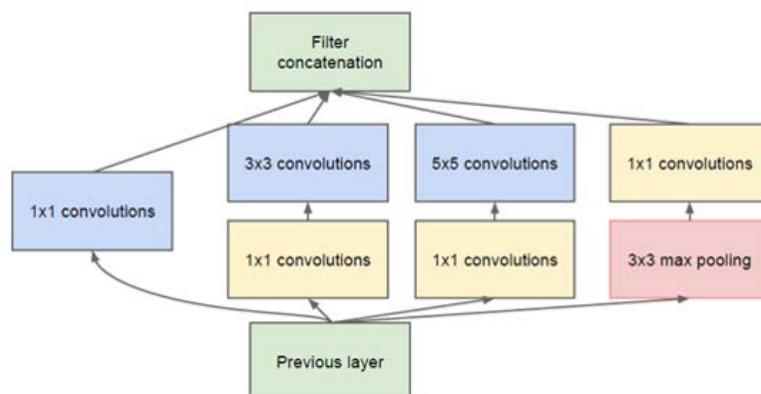 Filter
concatenation
3x3 convolutions
5x5 convolutions
1x1 convolutions
1x1 convolutions
1x1 convolutions
1x1 convolutions
3x3 max pooling
Previous layer